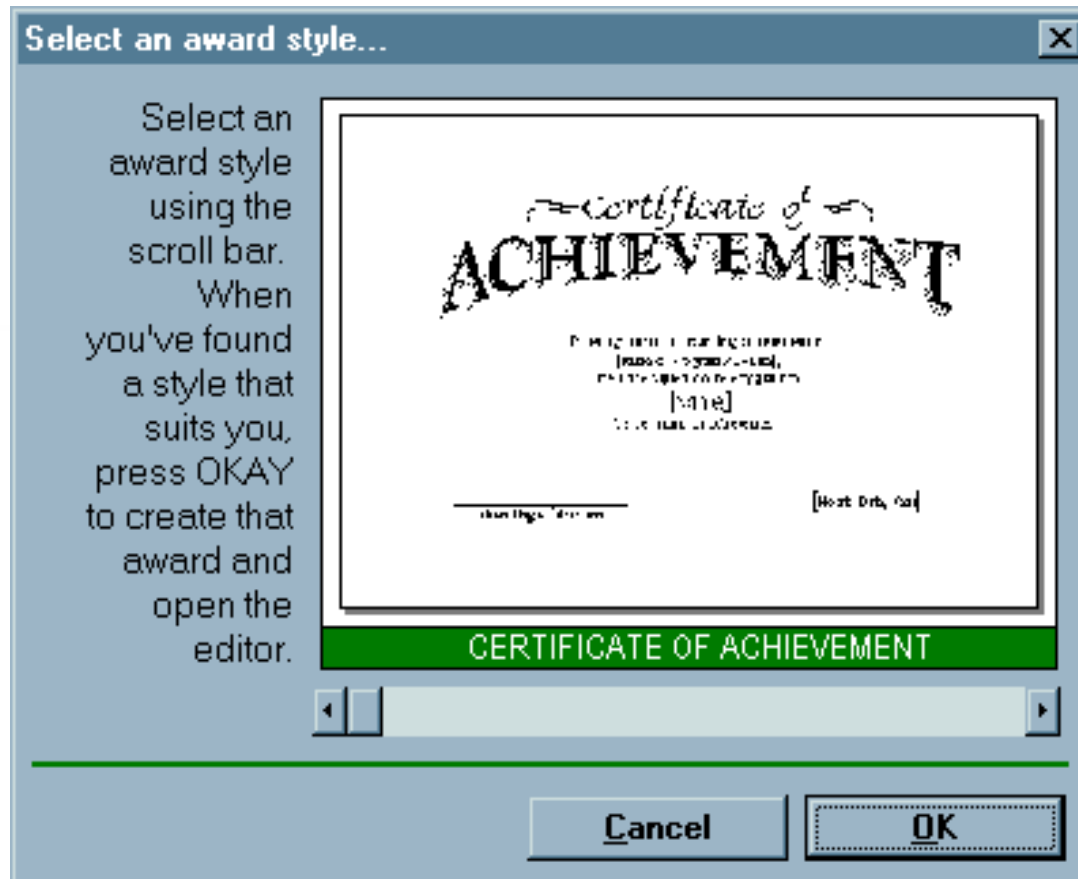 Select an award style...
Select an
award style
using the
scroll bar.
When
you've found
a style that
suits you,
press OKAY
to create that
award and
open the
editor.
Certificate of
ACHIEVEMENT
[Name]
CERTIFICATE OF ACHIEVEMENT
Cancel
OK